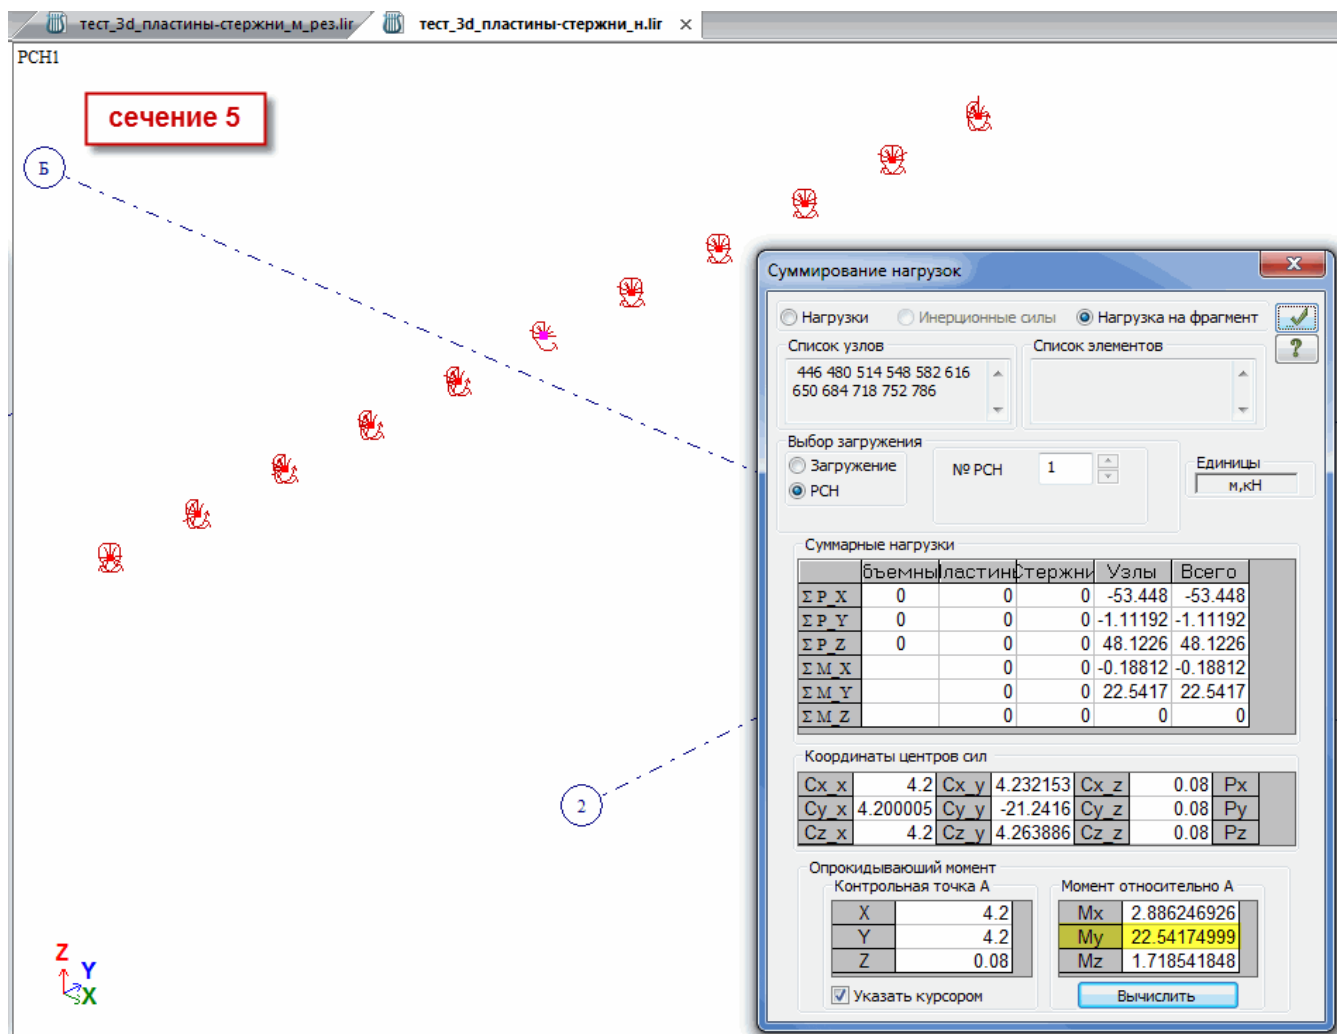 тест_3d_пластины-стержни_м_рез.lir тест_3d_пластины-стержни_н.lir
РСН1
сечение 5
Б
2
Z
Y
X
Суммирование нагрузок
Нагрузки Инерционные силы Нагрузка на фрагмент
Список узлов Список элементов
446 480 514 548 582 616
650 684 718 752 786
Выбор загружения
Загружение № РСН 1 Единицы
РСН м,кН
Суммарные нагрузки
бъемны ластинь Стержни Узлы Всего
Σ P_X 0 0 0 -53.448 -53.448
Σ P_Y 0 0 0 -1.11192 -1.11192
Σ P_Z 0 0 0 48.1226 48.1226
Σ M_X 0 0 -0.18812 -0.18812
Σ M_Y 0 0 22.5417 22.5417
Σ M_Z 0 0 0 0
Координаты центров сил
Cx_x 4.2 Cx_y 4.232153 Cx_z 0.08 Px
Cy_x 4.200005 Cy_y -21.2416 Cy_z 0.08 Py
Cz_x 4.2 Cz_y 4.263886 Cz_z 0.08 Pz
Опрокидывающий момент
Контрольная точка А Момент относительно А
X 4.2 Mx 2.886246926
Y 4.2 My 22.54174999
Z 0.08 Mz 1.718541848
Указать курсором Вычислить